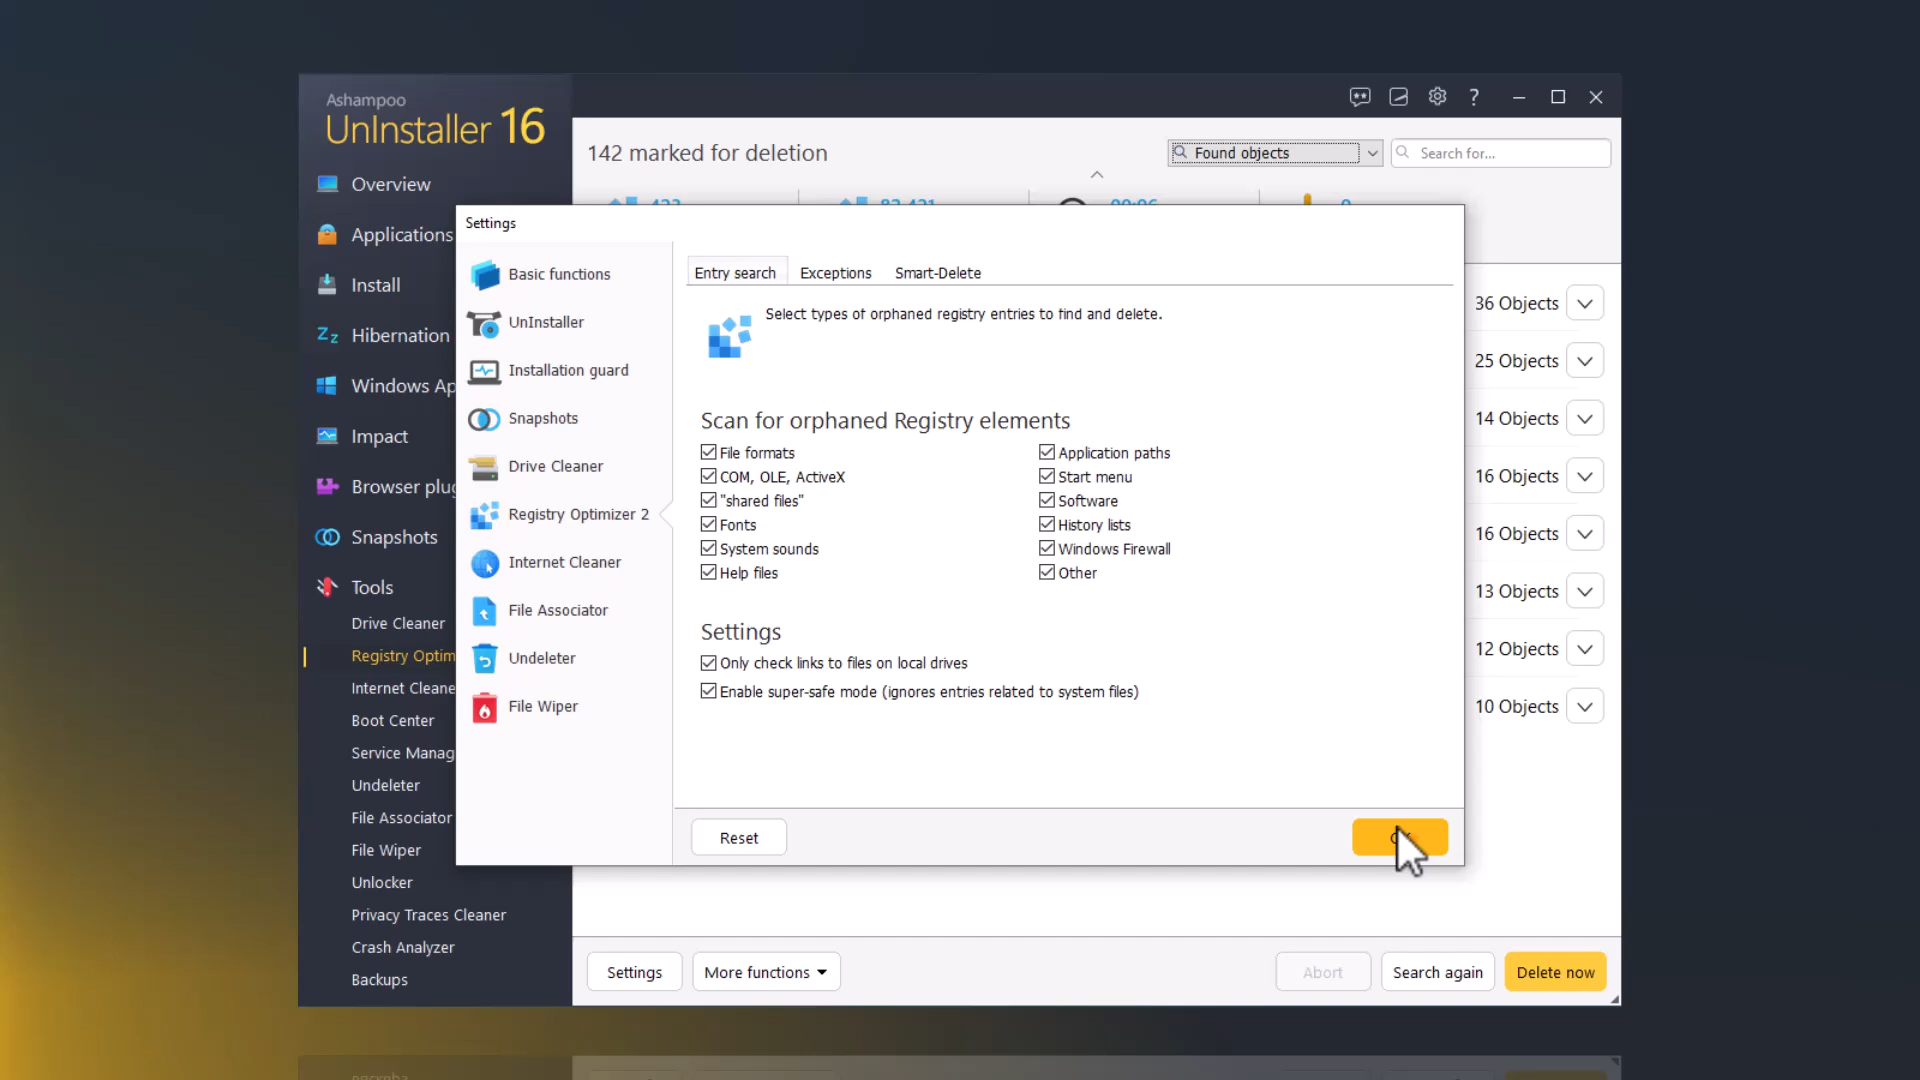 Ashampoo
UnInstaller 16
142 marked for deletion
Found objects
Search for...
Overview
Applications
Install
Hibernation
Windows Ap
Impact
Browser plug
Snapshots
Tools
Drive Cleaner
Registry Optim
Internet Cleane
Boot Center
Service Manag
Undeleter
File Associator
File Wiper
Unlocker
Privacy Traces Cleaner
Crash Analyzer
Backups
Settings
Basic functions
UnInstaller
Installation guard
Snapshots
Drive Cleaner
Registry Optimizer 2
Internet Cleaner
File Associator
Undeleter
File Wiper
Entry search
Exceptions
Smart-Delete
Select types of orphaned registry entries to find and delete.
Scan for orphaned Registry elements
File formats
COM, OLE, ActiveX
"shared files"
Fonts
System sounds
Help files
Application paths
Start menu
Software
History lists
Windows Firewall
Other
Settings
Only check links to files on local drives
Enable super-safe mode (ignores entries related to system files)
Reset
36 Objects
25 Objects
14 Objects
16 Objects
16 Objects
13 Objects
12 Objects
10 Objects
Settings
More functions
Abort
Search again
Delete now